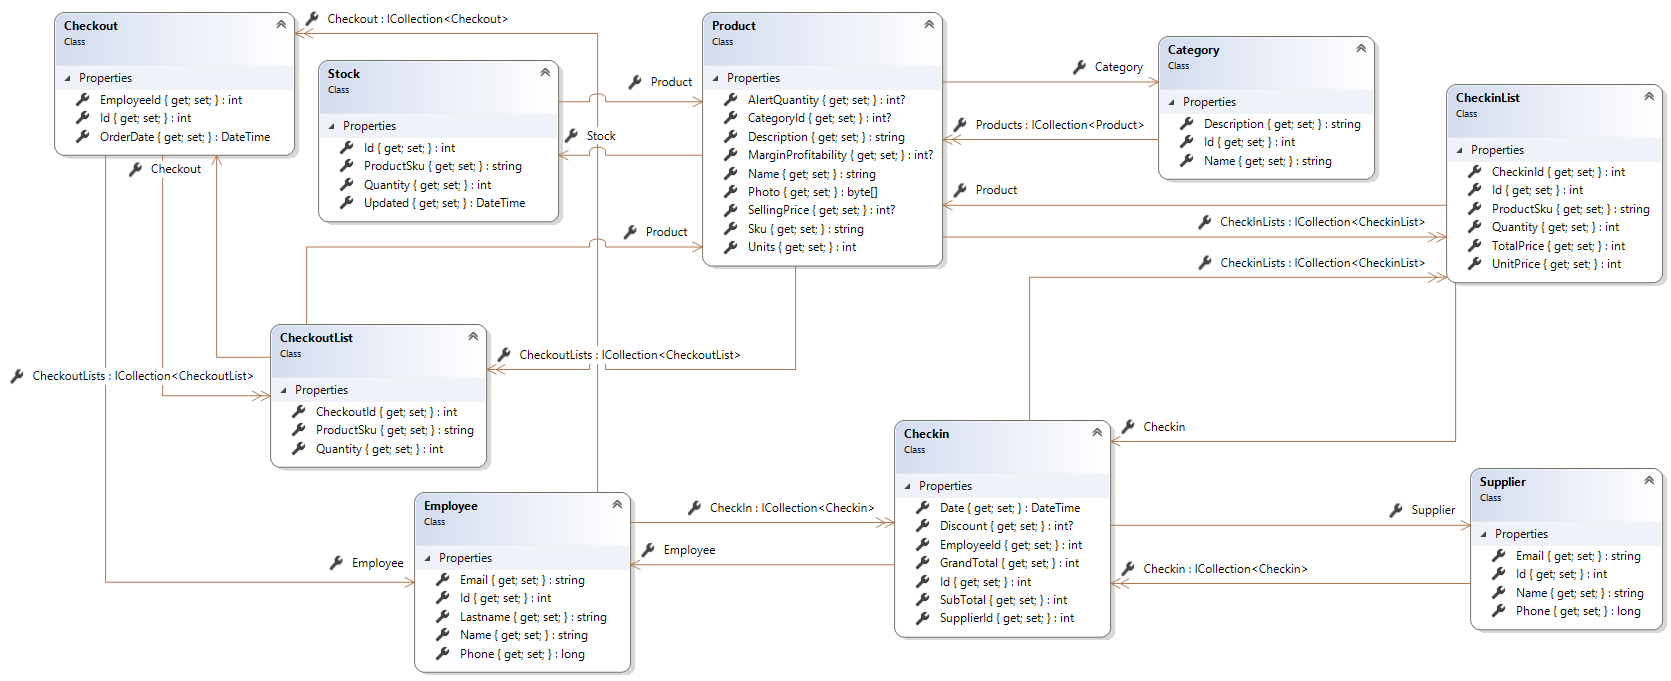 Checkout
Class
Properties
EmployeeId { get; set; } : int
Id { get; set; } : int
OrderDate { get; set; } : DateTime
Checkout : ICollection<Checkout>
Stock
Class
Properties
Id { get; set; } : int
ProductSku { get; set; } : string
Quantity { get; set; } : int
Updated { get; set; } : DateTime
Product
Stock
Checkout
Product
Product
Class
Properties
AlertQuantity { get; set; } : int?
CategoryId { get; set; } : int?
Description { get; set; } : string
MarginProfitability { get; set; } : int?
Name { get; set; } : string
Photo { get; set; } : byte[]
SellingPrice { get; set; } : int?
Sku { get; set; } : string
Units { get; set; } : int
Category
Products : ICollection<Product>
Category
Class
Properties
Description { get; set; } : string
Id { get; set; } : int
Name { get; set; } : string
Product
CheckInLists : ICollection<CheckinList>
CheckinLists : ICollection<CheckinList>
CheckinList
Class
Properties
CheckinId { get; set; } : int
Id { get; set; } : int
ProductSku { get; set; } : string
Quantity { get; set; } : int
TotalPrice { get; set; } : int
UnitPrice { get; set; } : int
CheckoutLists : ICollection<CheckoutList>
CheckoutList
Class
Properties
CheckoutId { get; set; } : int
ProductSku { get; set; } : string
Quantity { get; set; } : int
CheckoutLists : ICollection<CheckoutList>
Employee
Employee
Class
Properties
Email { get; set; } : string
Id { get; set; } : int
Lastname { get; set; } : string
Name { get; set; } : string
Phone { get; set; } : long
CheckIn : ICollection<Checkin>
Employee
Checkin
Class
Properties
Date { get; set; } : DateTime
Discount { get; set; } : int?
EmployeeId { get; set; } : int
GrandTotal { get; set; } : int
Id { get; set; } : int
SubTotal { get; set; } : int
SupplierId { get; set; } : int
Checkin
Supplier
Checkin : ICollection<Checkin>
Supplier
Class
Properties
Email { get; set; } : string
Id { get; set; } : int
Name { get; set; } : string
Phone { get; set; } : long